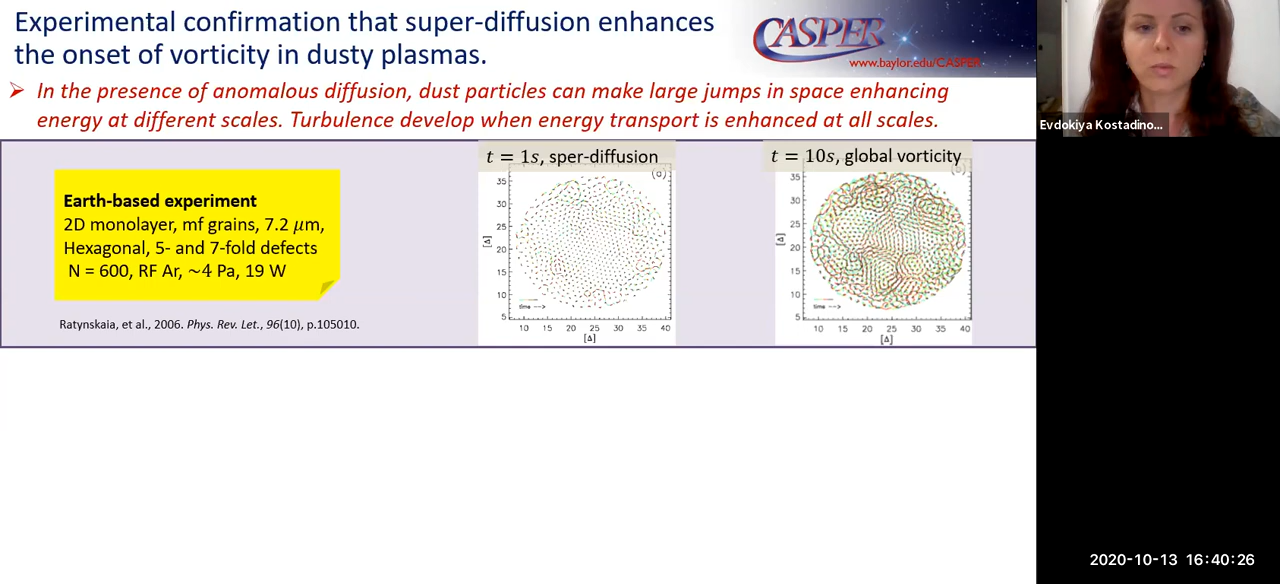 Experimental confirmation that super-diffusion enhances
the onset of vorticity in dusty plasmas.
CASPER
www.baylor.edu/CASPER
➢ In the presence of anomalous diffusion, dust particles can make large jumps in space enhancing
energy at different scales. Turbulence develop when energy transport is enhanced at all scales.
Evdokiya Kostadino...
Earth-based experiment
2D monolayer, mf grains, 7.2 𝜇m,
Hexagonal, 5- and 7-fold defects
N = 600, RF Ar, ~4 Pa, 19 W
Ratynskaia, et al., 2006. Phys. Rev. Let., 96(10), p.105010.
t = 1s, sper-diffusion
(a)
35
30
25
20
15
10
5
[Δ]
time --->
10 15 20 25 30 35 40
[Δ]
t = 10s, global vorticity
35
30
25
20
15
10
5
[Δ]
time --->
10 15 20 25 30 35 40
[Δ]
2020-10-13 16:40:26